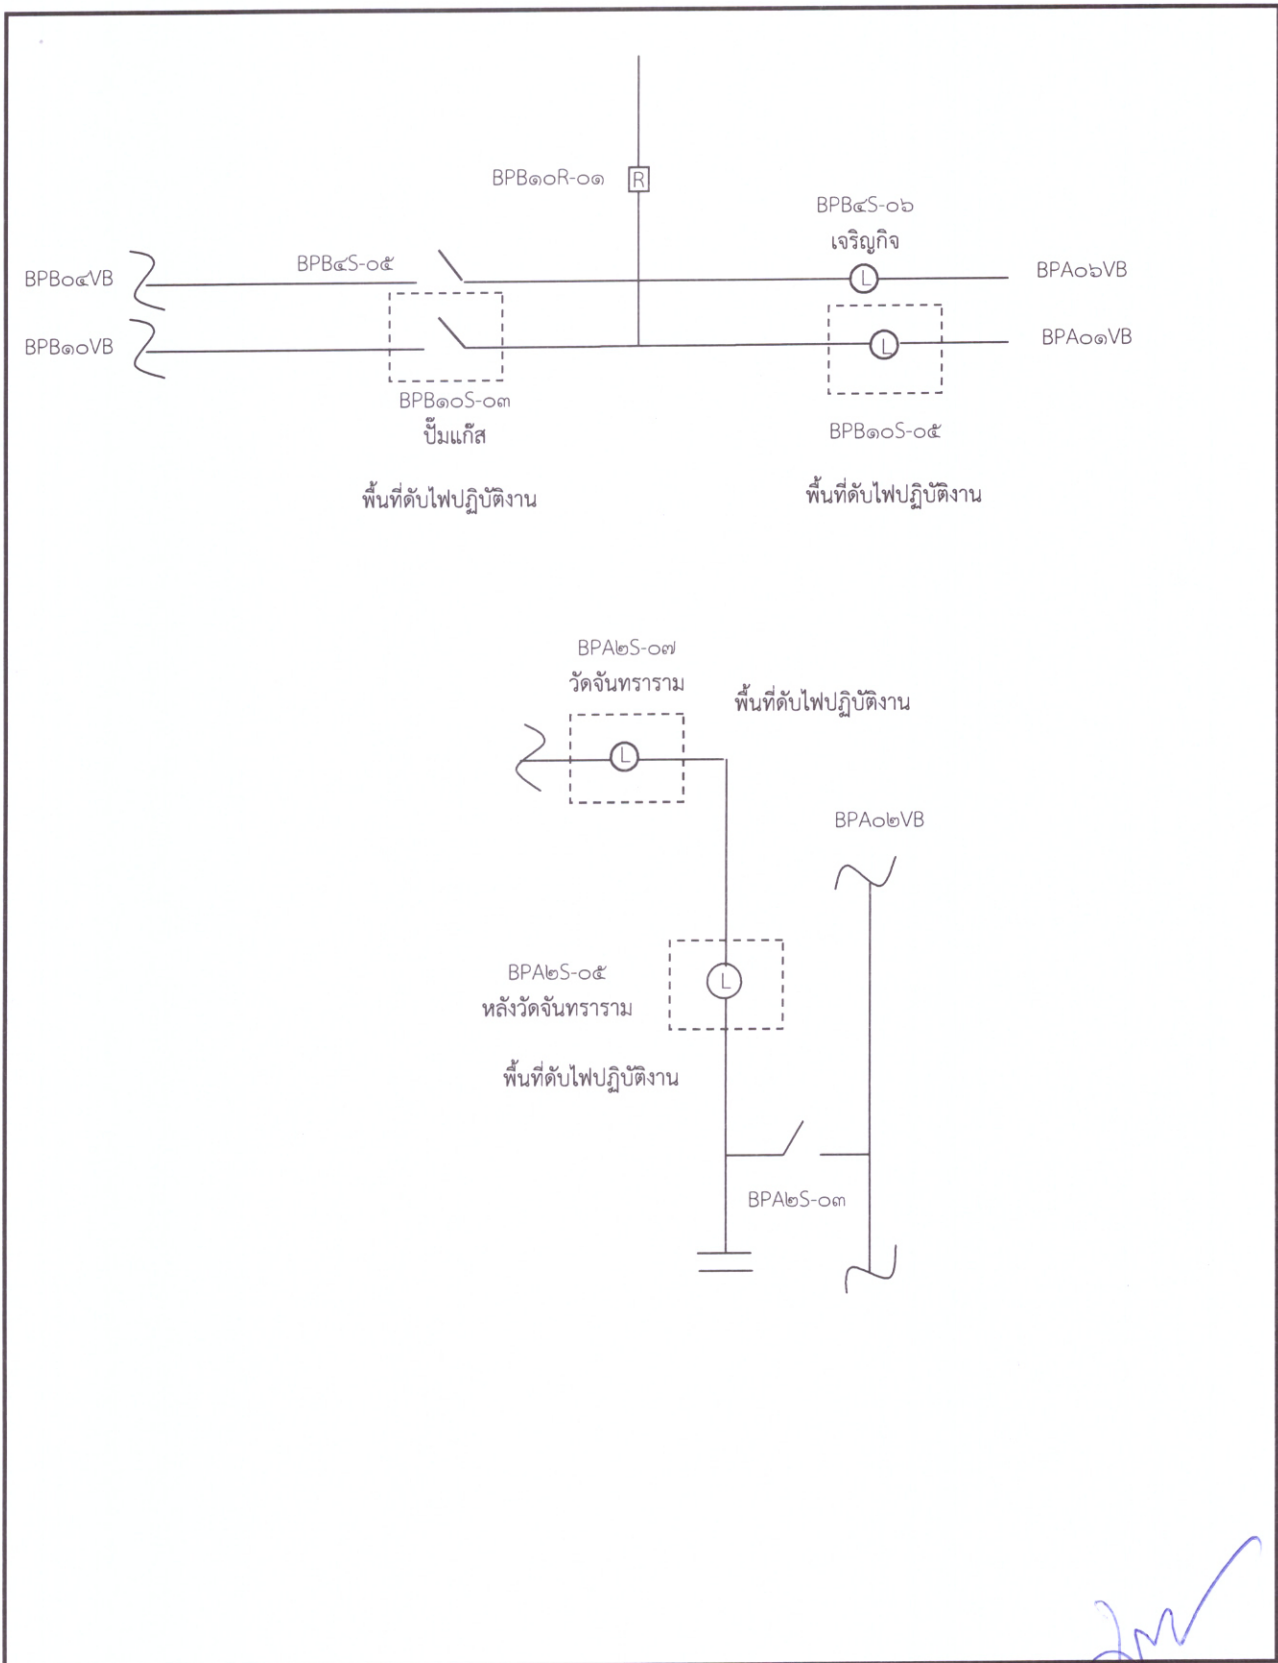 BPB๑๐R-๐๑
R
BPB๔S-๐๖
เจริญกิจ
BPB๔S-๐๕
BPB๐๔VB
L
BPA๐๖VB
BPB๑๐VB
L
BPA๐๑VB
BPB๑๐S-๐๓
ปั๊มแก๊ส
BPB๑๐S-๐๕
พื้นที่ดับไฟปฏิบัติงาน
พื้นที่ดับไฟปฏิบัติงาน
BPA๒S-๐๗
วัดจันทราราม
พื้นที่ดับไฟปฏิบัติงาน
L
BPA๐๒VB
BPA๒S-๐๕
หลังวัดจันทราราม
L
พื้นที่ดับไฟปฏิบัติงาน
BPA๒S-๐๓